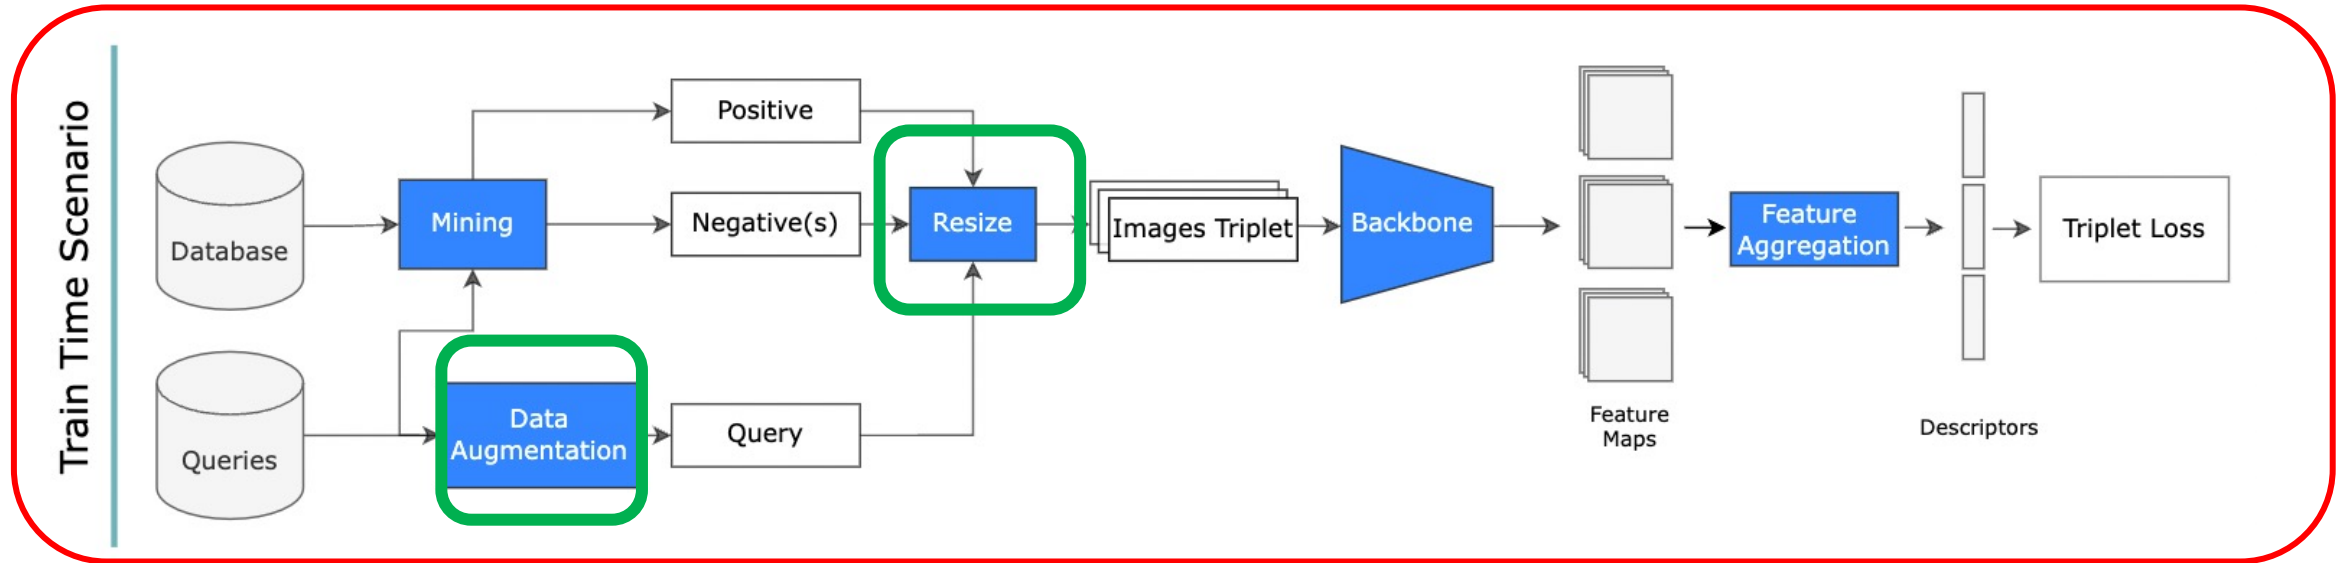 Train Time Scenario
Database
Queries
Mining
Data
Augmentation
Positive
Negative(s)
Query
Resize
Images Triplet
Backbone
Feature
Maps
Feature
Aggregation
Descriptors
Triplet Loss